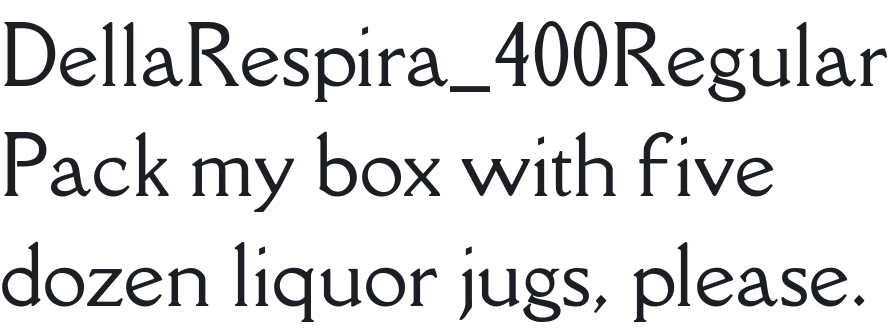 DellaRespira_400Regular
Pack my box with five
dozen liquor jugs, please.